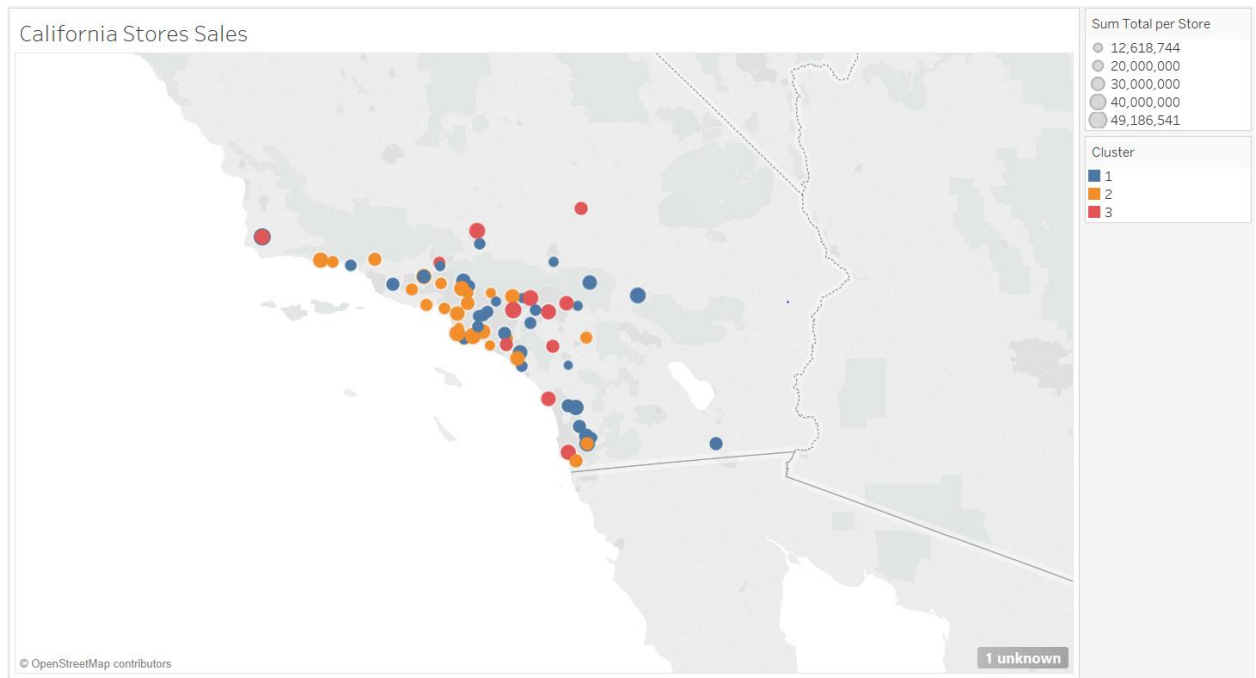 California Stores Sales
Sum Total per Store
12,618,744
20,000,000
30,000,000
40,000,000
49,186,541
Cluster
1
2
3
© OpenStreetMap contributors
1 unknown